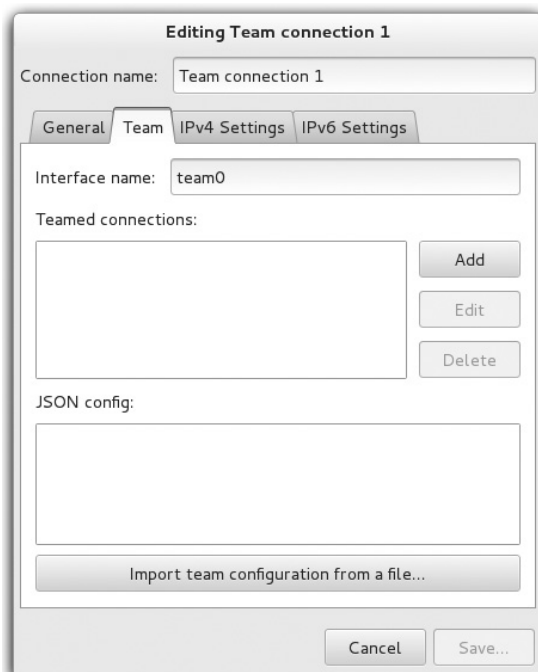 Editing Team connection 1
Connection name: Team connection 1
General Team IPv4 Settings IPv6 Settings
Interface name: team0
Teamed connections:
Add
Edit
Delete
JSON config:
Import team configuration from a file...
Cancel Save...